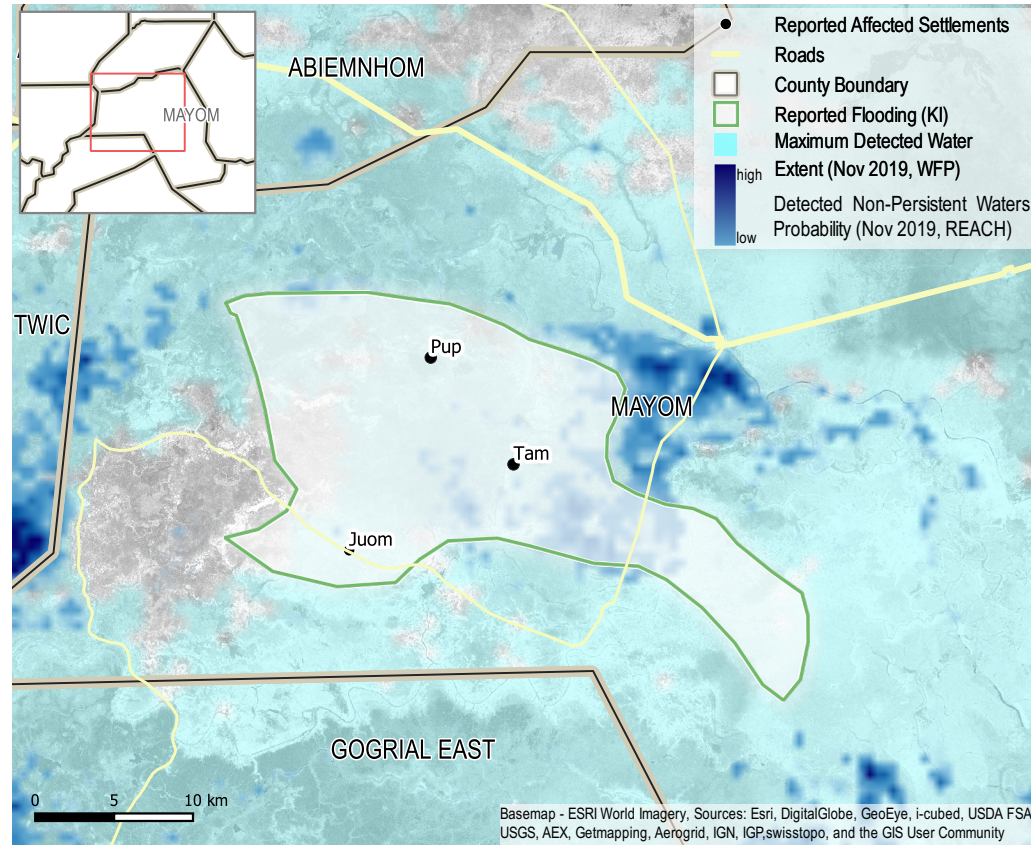 MAYOM
ABIEMNHOM
Reported Affected Settlements
Roads
County Boundary
Reported Flooding (KI)
Maximum Detected Water
Extent (Nov 2019, WFP)
high
low
Detected Non-Persistent Waters
Probability (Nov 2019, REACH)
TWIC
Pup
MAYOM
Tam
Juom
GOGRIAL EAST
0 5 10 km
Basemap - ESRI World Imagery, Sources: Esri, DigitalGlobe, GeoEye, i-cubed, USDA FSA
USGS, AEX, Getmapping, Aerogrid, IGN, IGP,swisstopo, and the GIS User Community